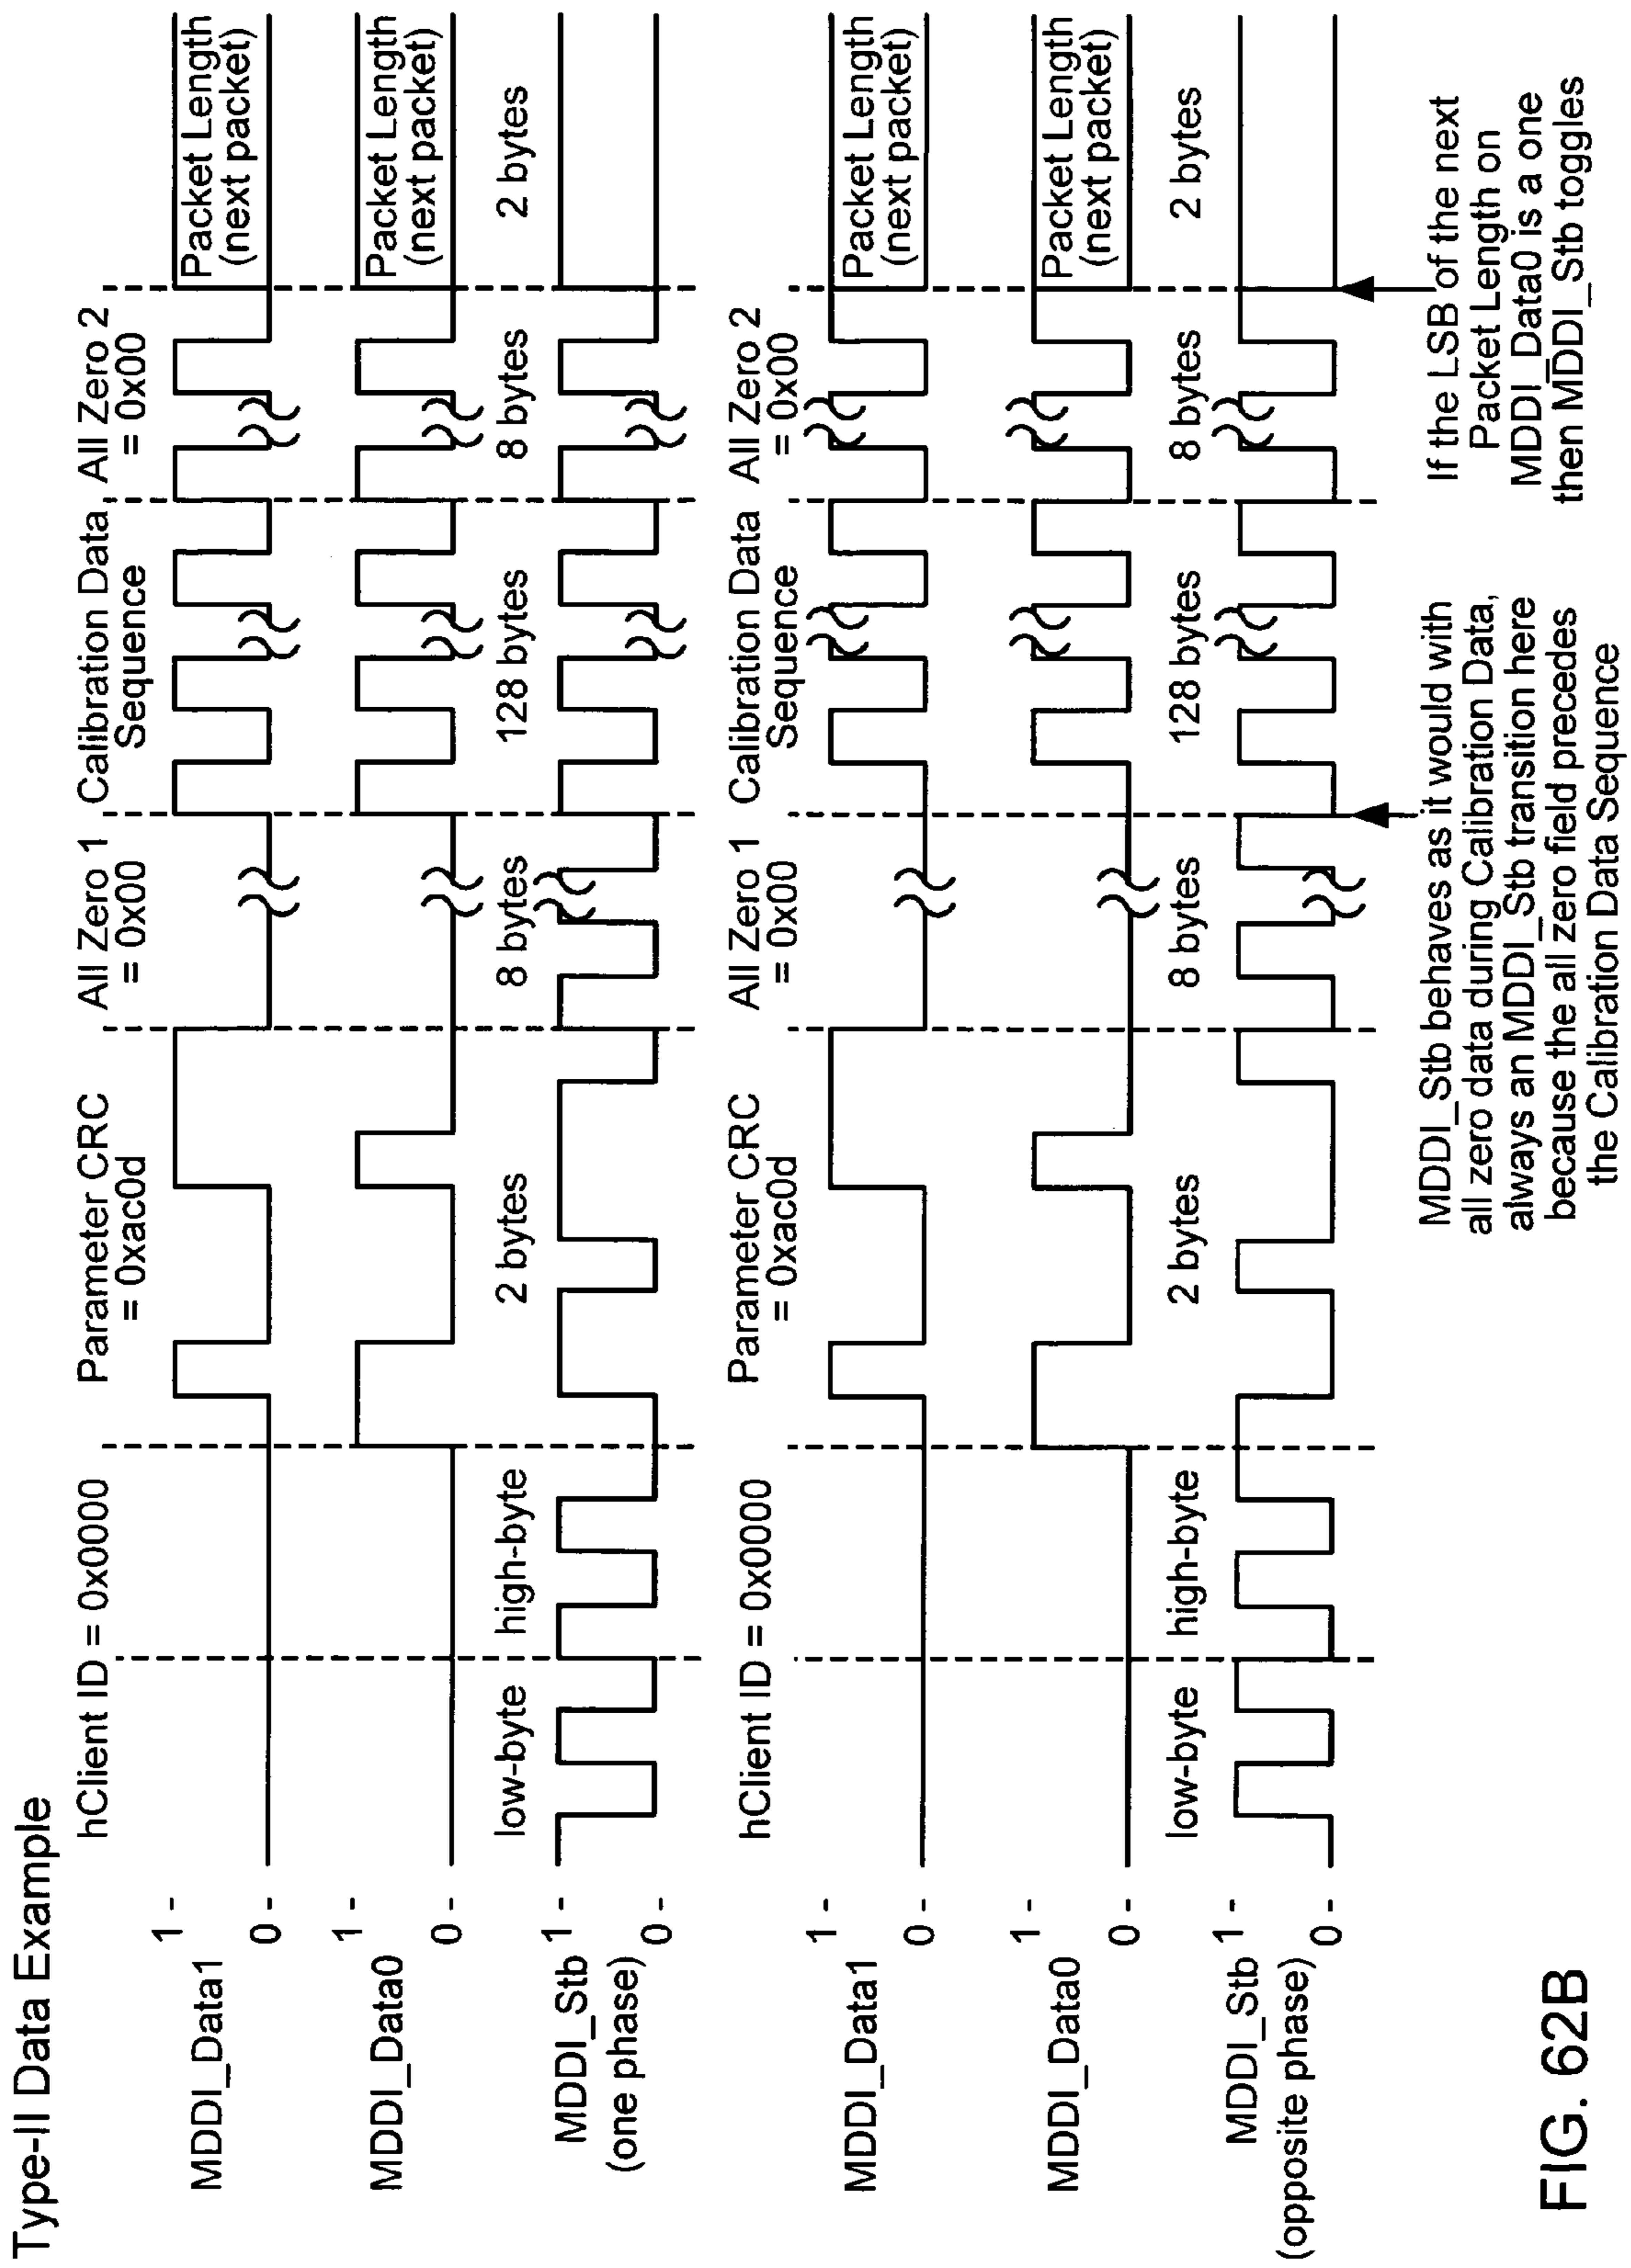 Type-II Data Example
hClient ID = 0x0000
Parameter CRC
= 0xac0d
All Zero 1
= 0x00
Calibration Data
Sequence
All Zero 2
= 0x00
MDDI_Data1
1 -
0 -
Packet Length
(next packet)
MDDI_Data0
1 -
0 -
Packet Length
(next packet)
low-byte
high-byte
2 bytes
8 bytes
128 bytes
8 bytes
2 bytes
MDDI_Stb
(one phase)
1 -
0 -
hClient ID = 0x0000
Parameter CRC
= 0xac0d
All Zero 1
= 0x00
Calibration Data
Sequence
All Zero 2
= 0x00
MDDI_Data1
1 -
0 -
Packet Length
(next packet)
MDDI_Data0
1 -
0 -
Packet Length
(next packet)
low-byte
high-byte
2 bytes
8 bytes
128 bytes
8 bytes
2 bytes
MDDI_Stb
(opposite phase)
1 -
0 -
MDDI_Stb behaves as it would with
all zero data during Calibration Data,
always an MDDI_Stb transition here
because the all zero field precedes
the Calibration Data Sequence
If the LSB of the next
Packet Length on
MDDI_Data0 is a one
then MDDI_Stb toggles
FIG. 62B